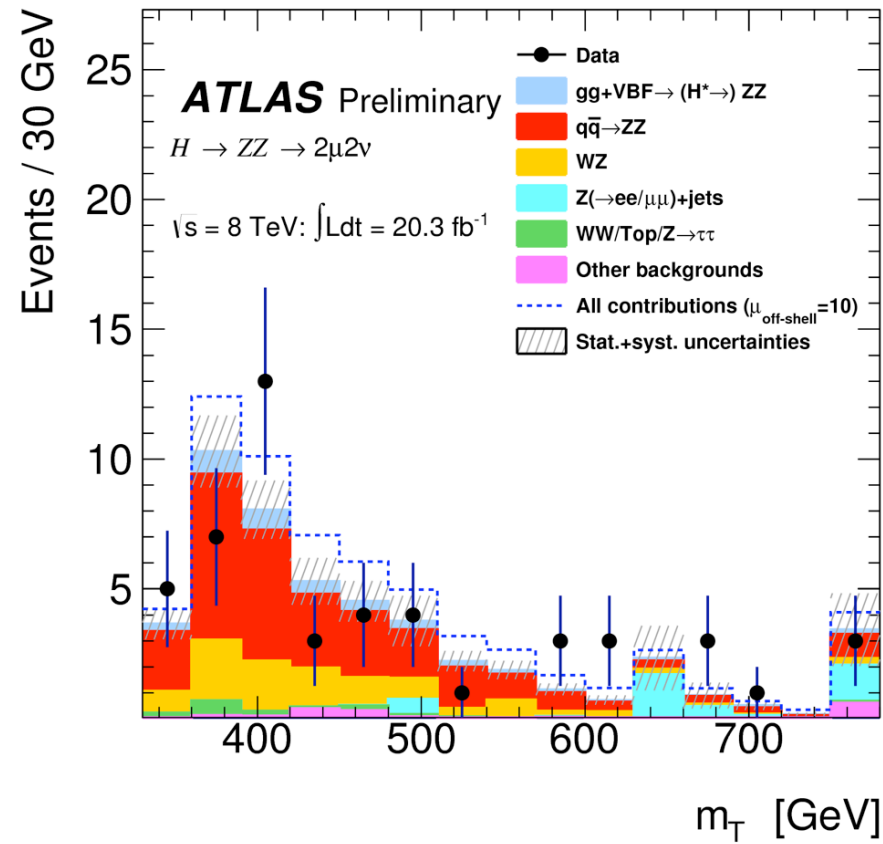 Events / 30 GeV
25
20
15
10
5
ATLAS Preliminary
H → ZZ → 2μ2ν
√s = 8 TeV: ∫Ldt = 20.3 fb⁻¹
Data
gg+VBF→ (H*→) ZZ
qq̅→ZZ
WZ
Z(→ee/μμ)+jets
WW/Top/Z→ττ
Other backgrounds
All contributions (μ_off-shell=10)
Stat.+syst. uncertainties
400 500 600 700
m_T [GeV]